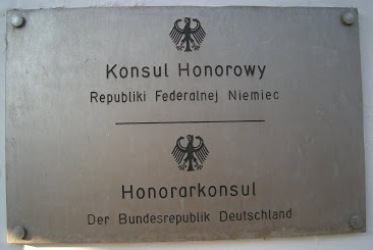 Konsul Honorowy
Republiki Federalnej Niemiec
Honorarkonsul
Der Bundesrepublik Deutschland